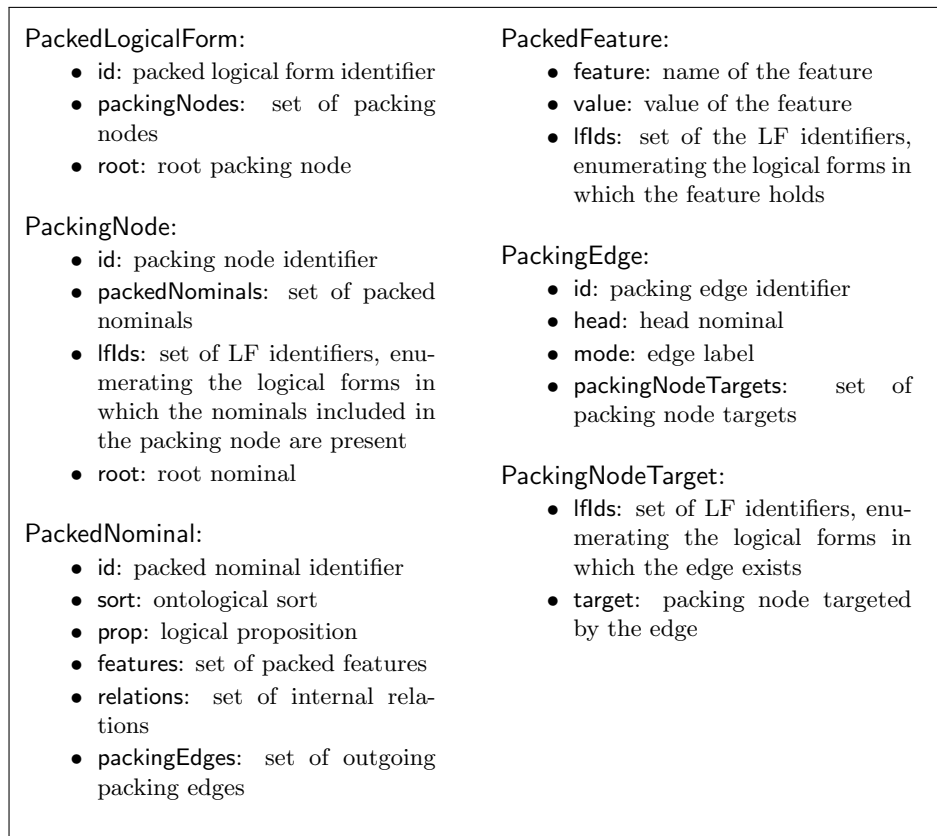 PackedLogicalForm:
• id: packed logical form identifier
• packingNodes: set of packing
nodes
• root: root packing node
PackingNode:
• id: packing node identifier
• packedNominals: set of packed
nominals
• lfIds: set of LF identifiers, enu-
merating the logical forms in
which the nominals included in
the packing node are present
• root: root nominal
PackedNominal:
• id: packed nominal identifier
• sort: ontological sort
• prop: logical proposition
• features: set of packed features
• relations: set of internal rela-
tions
• packingEdges: set of outgoing
packing edges
PackedFeature:
• feature: name of the feature
• value: value of the feature
• lfIds: set of the LF identifiers,
enumerating the logical forms in
which the feature holds
PackingEdge:
• id: packing edge identifier
• head: head nominal
• mode: edge label
• packingNodeTargets: set of
packing node targets
PackingNodeTarget:
• lfIds: set of LF identifiers, enu-
merating the logical forms in
which the edge exists
• target: packing node targeted
by the edge